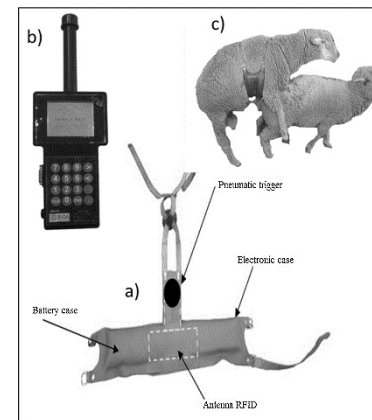 b)
c)
Pneumatic trigger
Electronic case
a)
Battery case
Antenna RFID